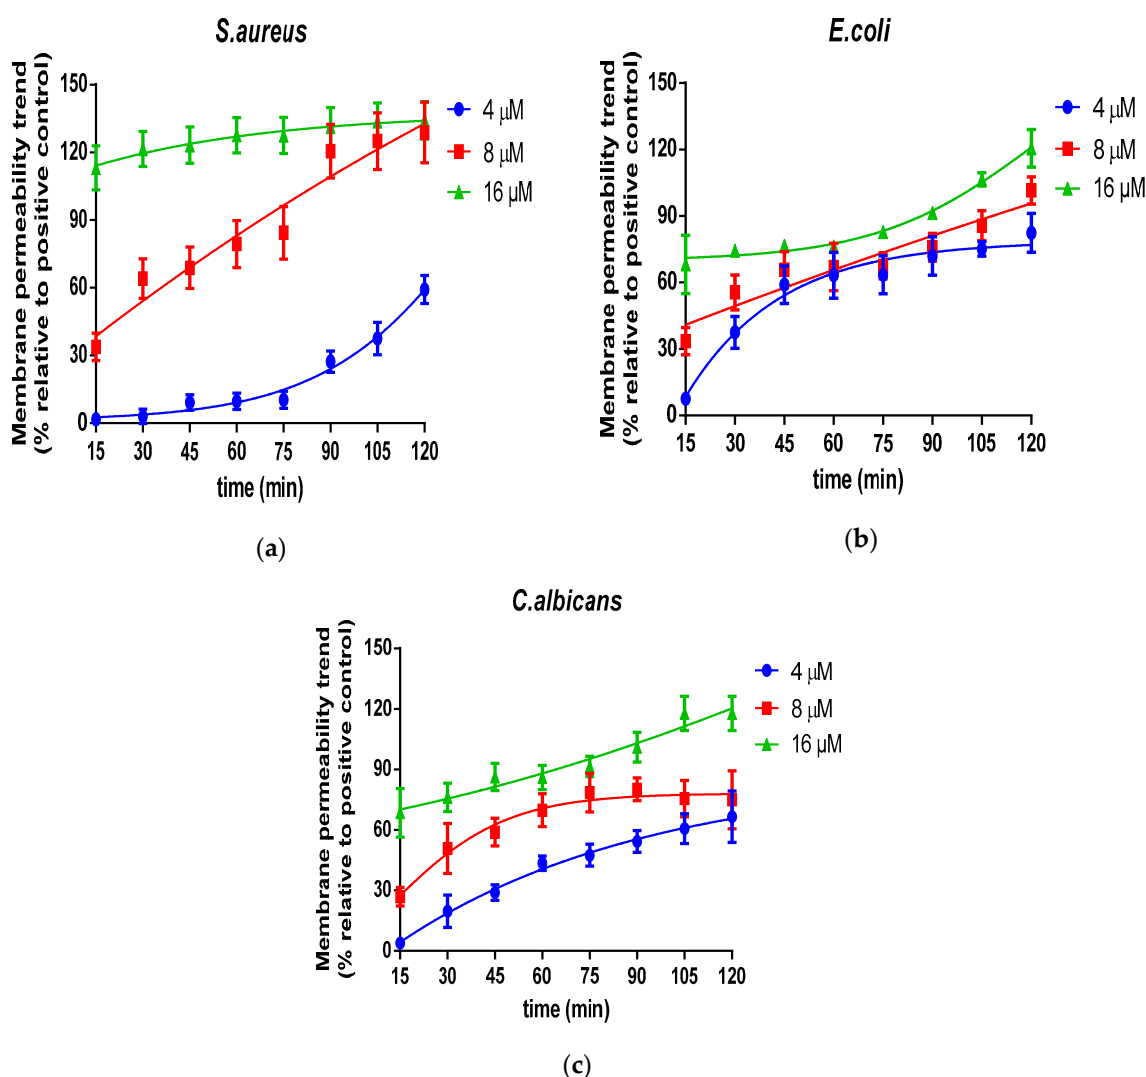 S.aureus
Membrane permeability trend
(% relative to positive control)
150
120
90
60
30
0
15 30 45 60 75 90 105 120
time (min)
4 µM
8 µM
16 µM
(a)
E.coli
Membrane permeability trend
(% relative to positive control)
150
120
90
60
30
0
15 30 45 60 75 90 105 120
time (min)
4 µM
8 µM
16 µM
(b)
C.albicans
Membrane permeability trend
(% relative to positive control)
150
120
90
60
30
0
15 30 45 60 75 90 105 120
time (min)
4 µM
8 µM
16 µM
(c)